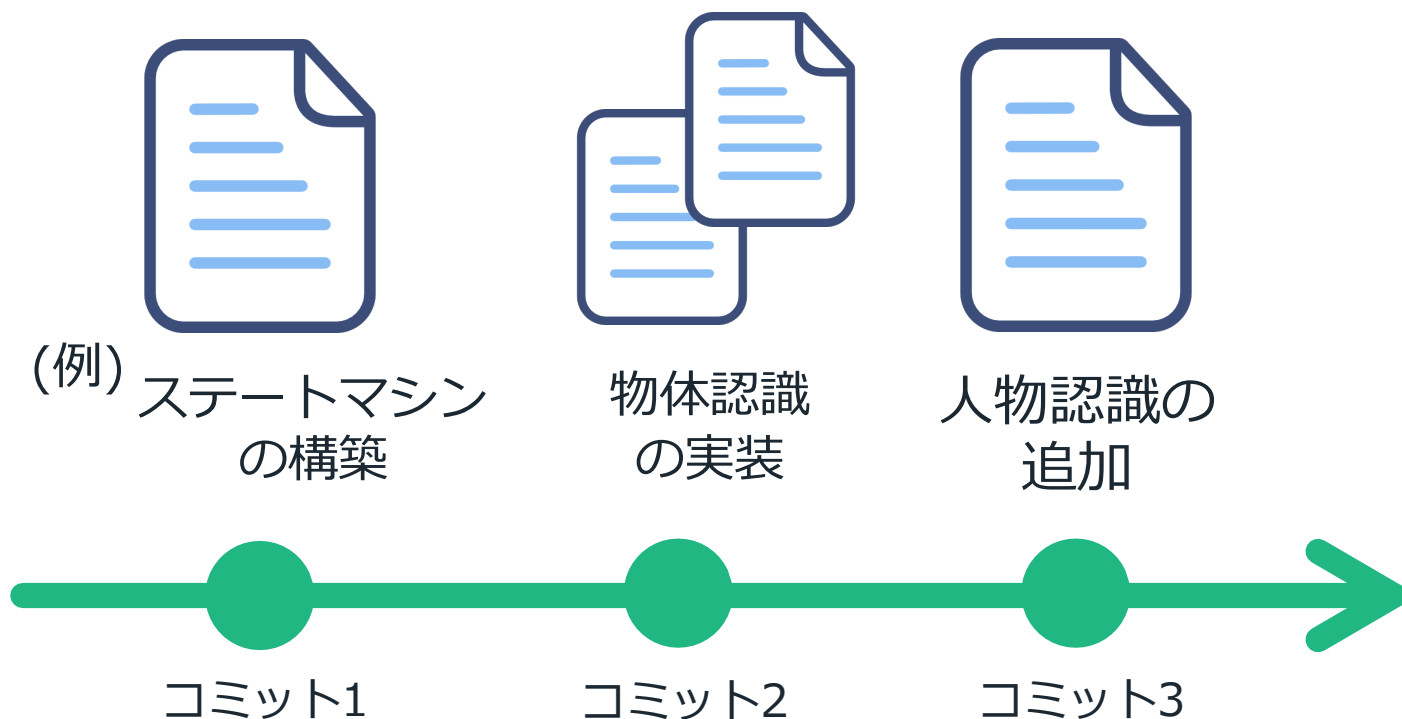 (例)
ステートマシン
の構築
物体認識
の実装
人物認識の
追加
コミット1
コミット2
コミット3